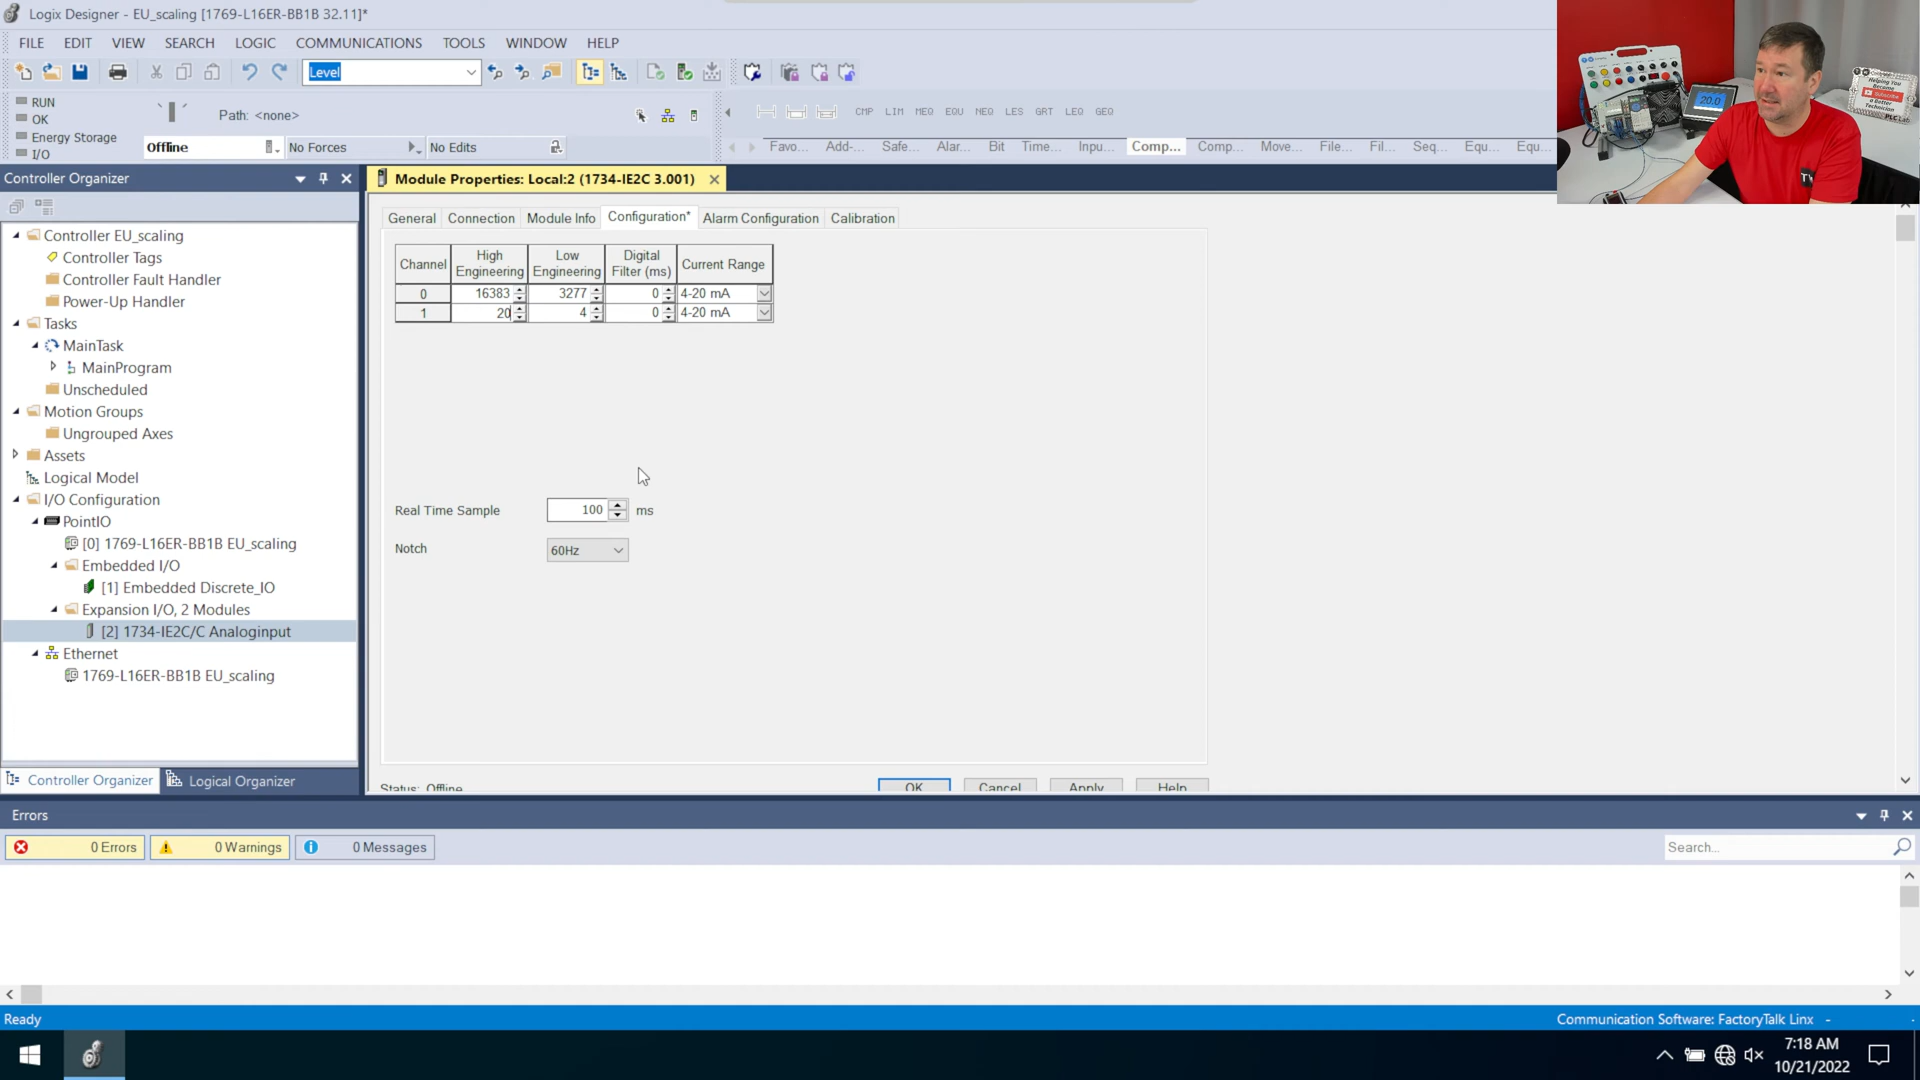 Logix Designer - EU_scaling [1769-L16ER-BB1B 32.11]*
FILE EDIT VIEW SEARCH LOGIC COMMUNICATIONS TOOLS WINDOW HELP
Level
RUN
OK
Energy Storage
I/O
Path: <none>
Offline
No Forces
No Edits
CMP LIM MEQ EQU NEQ LES GRT LEQ GEQ
Favo... Add-... Safe... Alar... Bit Time... Inpu... Comp... Comp... Move... File... Fil... Seq... Equ... Equ...
20.0
Helping You
Become
Subscribe
a Better
Technician
Controller Organizer
Controller EU_scaling
Controller Tags
Controller Fault Handler
Power-Up Handler
Tasks
MainTask
MainProgram
Unscheduled
Motion Groups
Ungrouped Axes
Assets
Logical Model
I/O Configuration
PointIO
[0] 1769-L16ER-BB1B EU_scaling
Embedded I/O
[1] Embedded Discrete_IO
Expansion I/O, 2 Modules
[2] 1734-IE2C/C Analoginput
Ethernet
1769-L16ER-BB1B EU_scaling
Controller Organizer
Logical Organizer
Module Properties: Local:2 (1734-IE2C 3.001)
General Connection Module Info Configuration* Alarm Configuration Calibration
Channel High Engineering Low Engineering Digital Filter (ms) Current Range
0 16383 3277 0 4-20 mA
1 20 4 0 4-20 mA
Real Time Sample 100 ms
Notch 60Hz
Status: Offline
OK Cancel Apply Help
Errors
0 Errors 0 Warnings 0 Messages
Search...
Ready
Communication Software: FactoryTalk Linx -
7:18 AM
10/21/2022